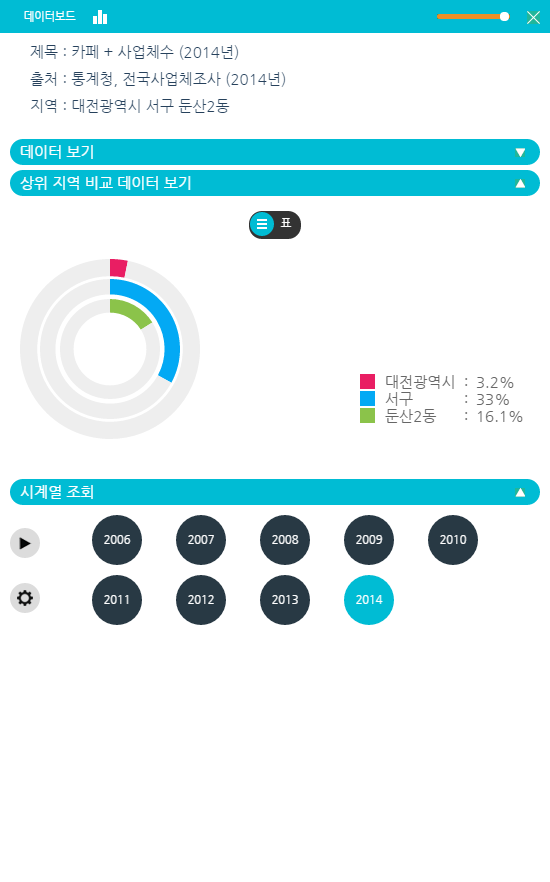 데이터보드
제목 : 카페 + 사업체수 (2014년)
출처 : 통계청, 전국사업체조사 (2014년)
지역 : 대전광역시 서구 둔산2동
데이터 보기 ▼
상위 지역 비교 데이터 보기 ▲
표
대전광역시 : 3.2%
서구 : 33%
둔산2동 : 16.1%
시계열 조회 ▲
2006 2007 2008 2009 2010
2011 2012 2013 2014